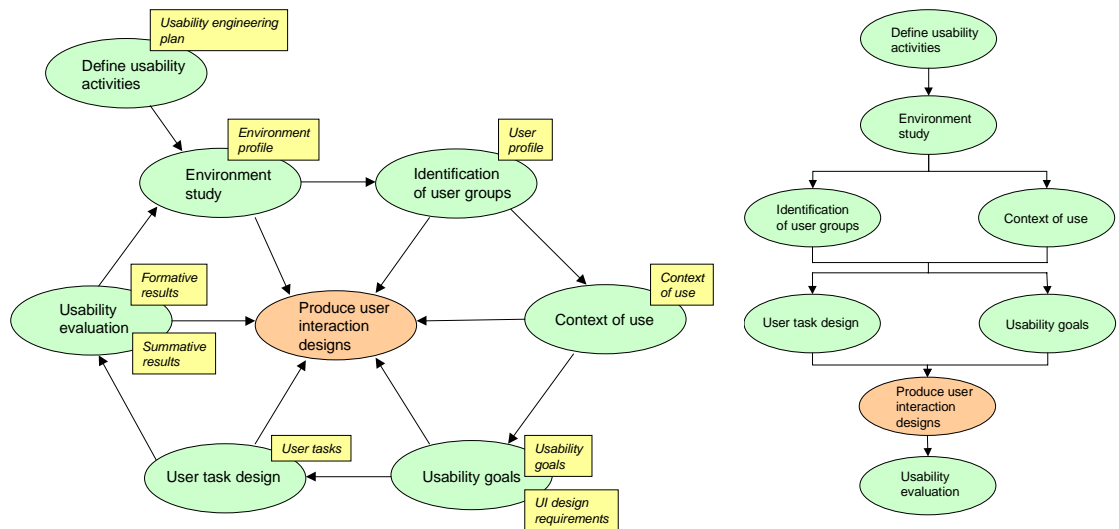 Usability engineering
plan
Define usability
activities
Environment
profile
Environment
study
User
profile
Identification
of user groups
Formative
results
Usability
evaluation
Summative
results
Produce user
interaction
designs
Context
of use
Context of use
User tasks
User task design
Usability
goals
Usability goals
UI design
requirements
Define usability
activities
Environment
study
Identification
of user groups
Context of use
User task design
Usability goals
Produce user
interaction
designs
Usability
evaluation